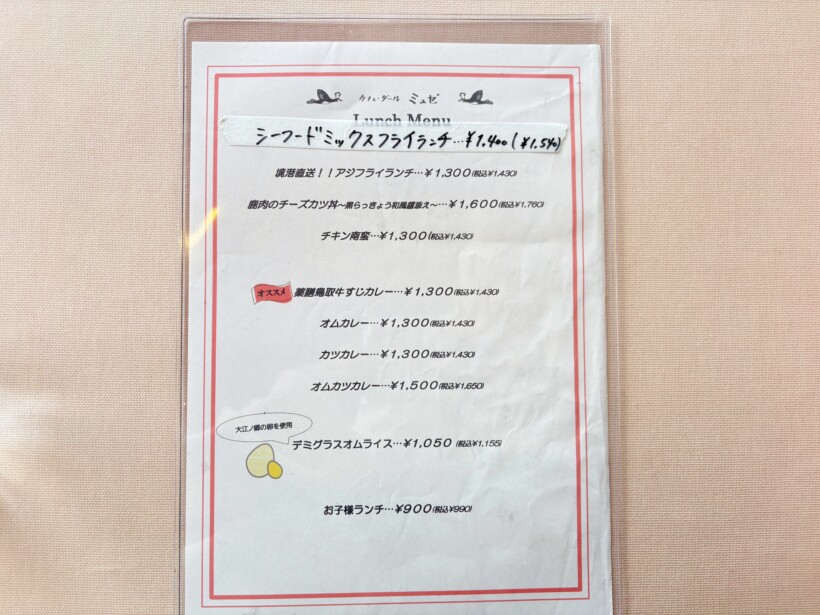 カフェ・ダール ミュゼ
Lunch Menu
シーフードミックスフライランチ…¥1.400(¥1.540)
境港直送!!アジフライランチ…¥1,300(税込¥1,430)
鹿肉のチーズカツ丼~黒らっきょう和風醬添え~…¥1,600(税込¥1,760)
チキン南蛮…¥1,300(税込¥1,430)
オススメ 薬膳鳥取牛すじカレー…¥1,300(税込¥1,430)
オムカレー…¥1,300(税込¥1,430)
カツカレー…¥1,300(税込¥1,430)
オムカツカレー…¥1,500(税込¥1,650)
大江ノ郷の卵を使用
デミグラスオムライス…¥1,050 (税込¥1,155)
お子様ランチ…¥900(税込¥990)